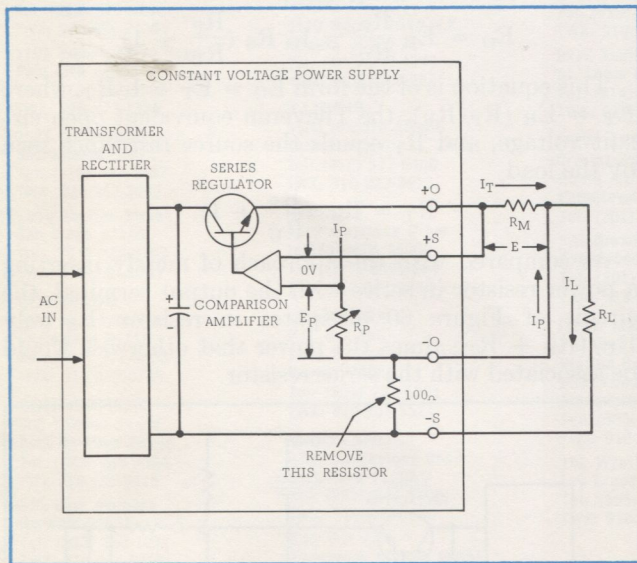 CONSTANT VOLTAGE POWER SUPPLY
TRANSFORMER
AND
RECTIFIER
SERIES
REGULATOR
+O
I_T
R_M
+S
E
I_P
0V
COMPARISON
AMPLIFIER
E_P
R_P
I_P
I_L
R_L
AC
IN
+
-
-O
100Ω
-S
REMOVE
THIS RESISTOR